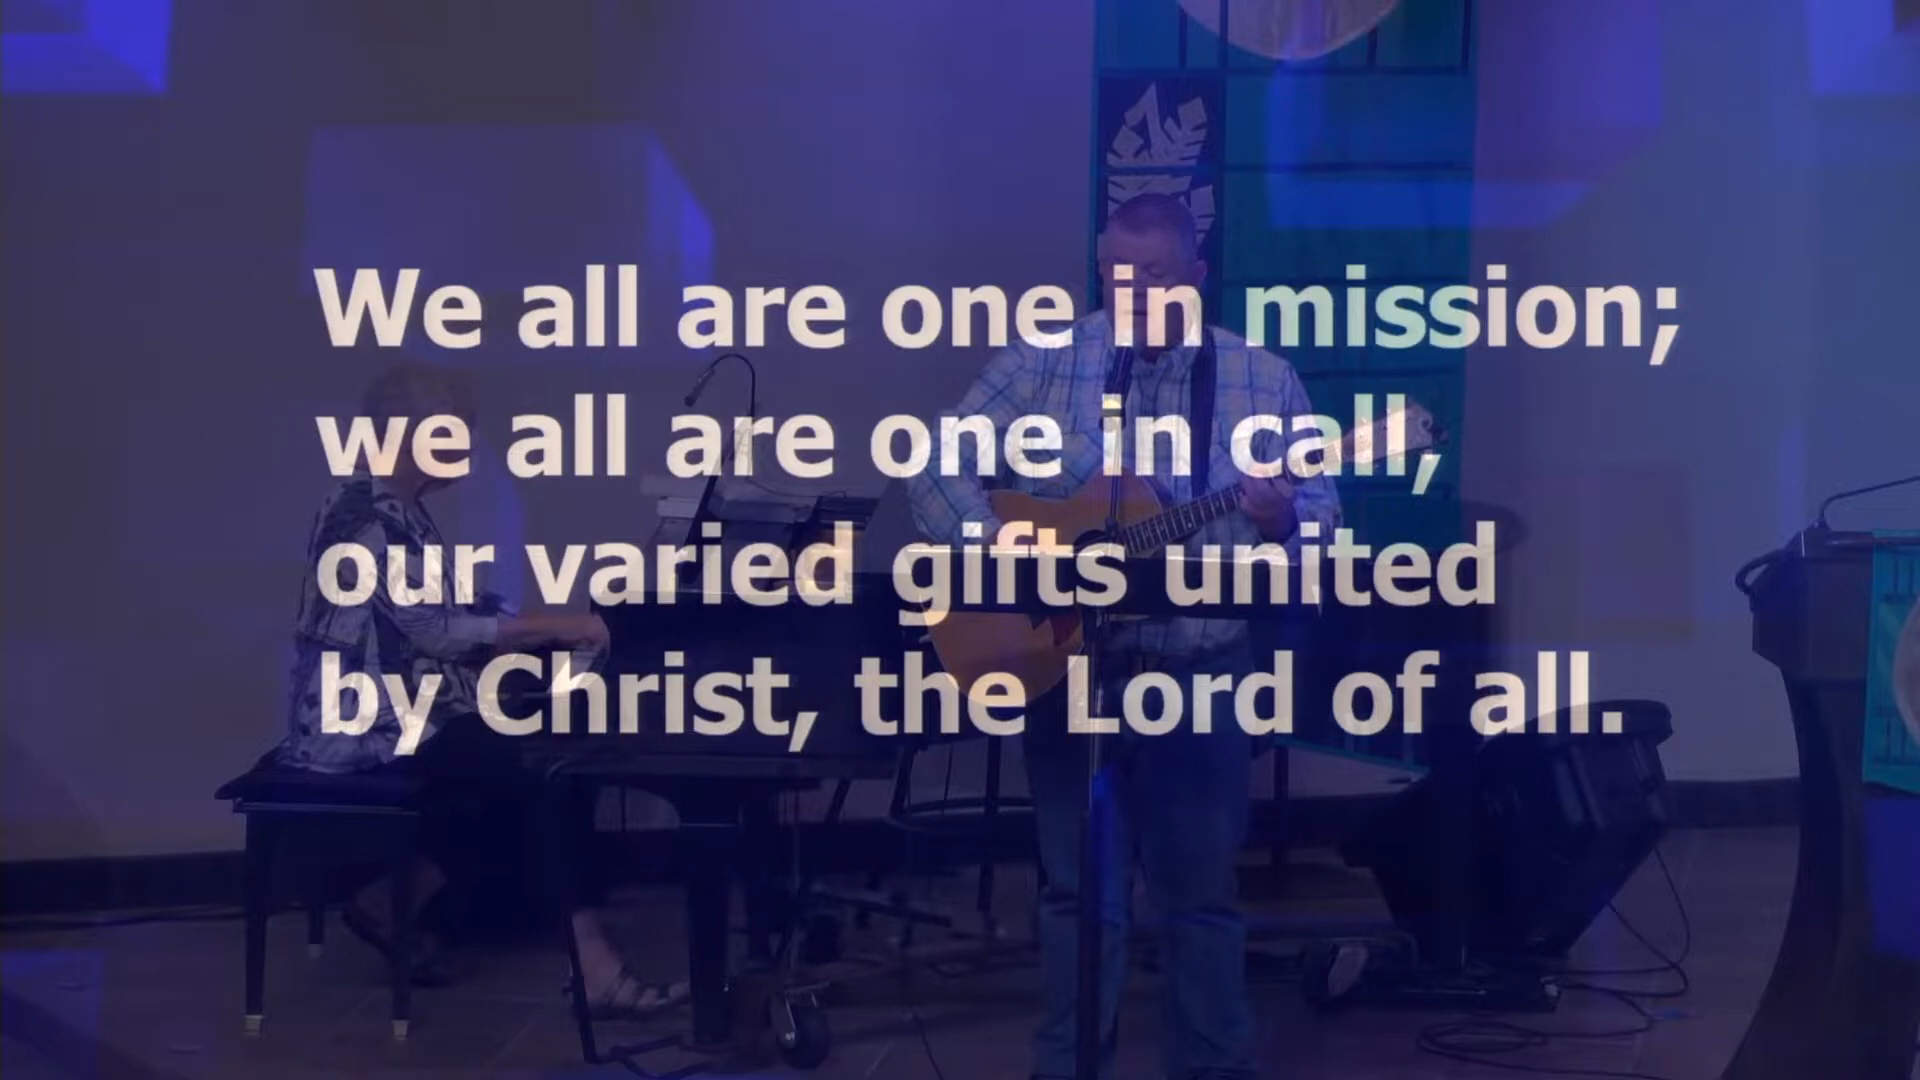 We all are one in mission;
we all are one in call,
our varied gifts united
by Christ, the Lord of all.